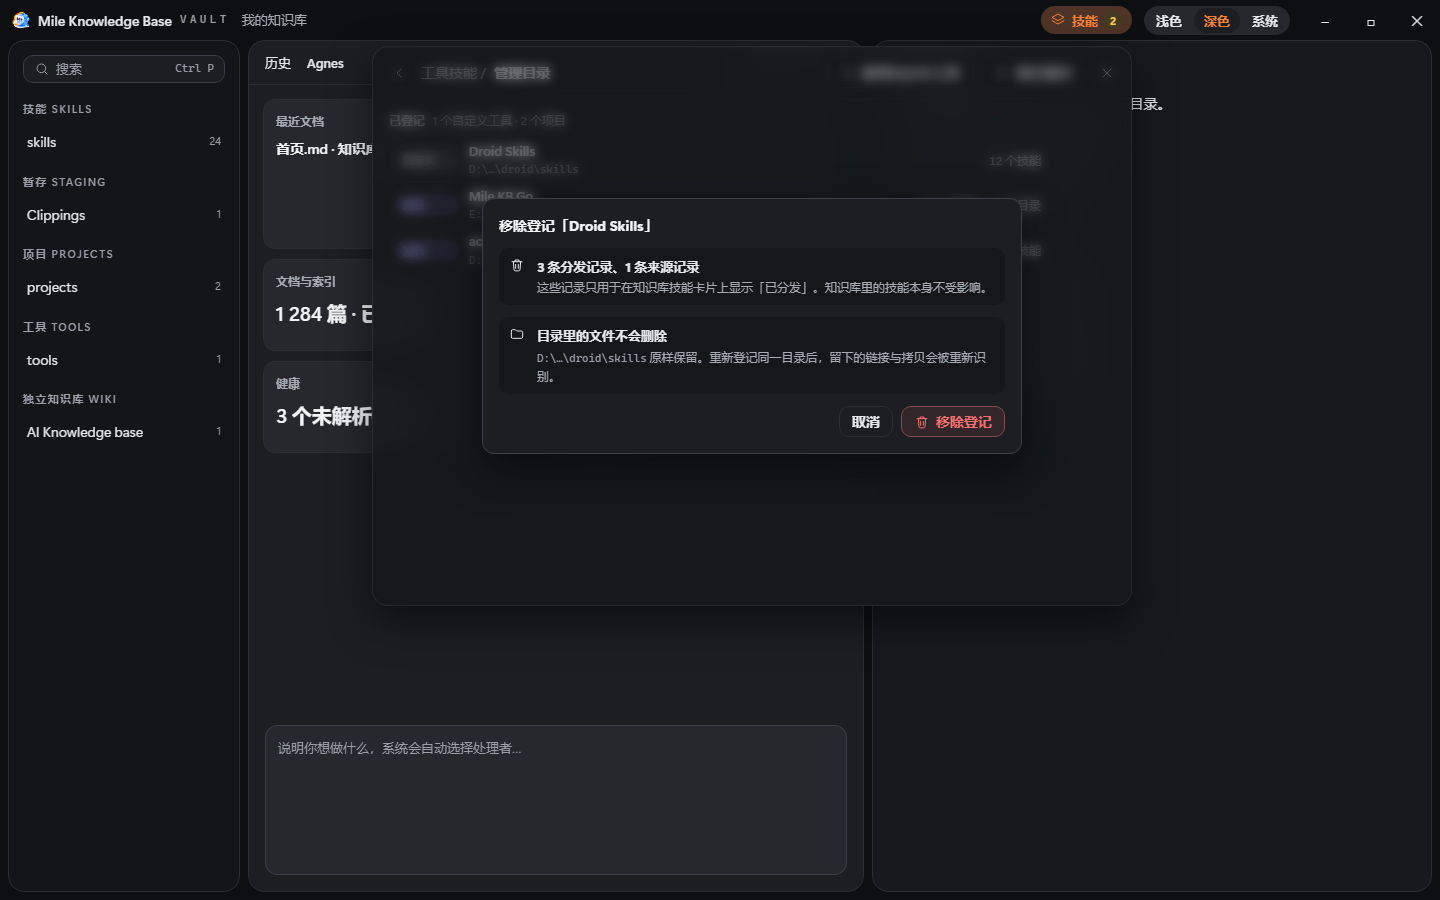 Mile Knowledge Base VAULT 我的知识库
技能 2
浅色 深色 系统
搜索 Ctrl P
技能 SKILLS
skills 24
暂存 STAGING
Clippings 1
项目 PROJECTS
projects 2
工具 TOOLS
tools 1
独立知识库 WIKI
AI Knowledge base 1
历史 Agnes
最近文档
首页.md · 知识库
文档与索引
1 284 篇 · 已
健康
3 个未解析
说明你想做什么，系统会自动选择处理者...
工具技能 / 管理目录
已登记 1 个自定义工具 · 2 个项目
Droid Skills
D:\…\droid\skills
12 个技能
Mile KB Go
E:
目录
ac
D:
技能
移除登记「Droid Skills」
3 条分发记录、1 条来源记录
这些记录只用于在知识库技能卡片上显示「已分发」。知识库里的技能本身不受影响。
目录里的文件不会删除
D:\…\droid\skills 原样保留。重新登记同一目录后，留下的链接与拷贝会被重新识
别。
取消 移除登记
目录。